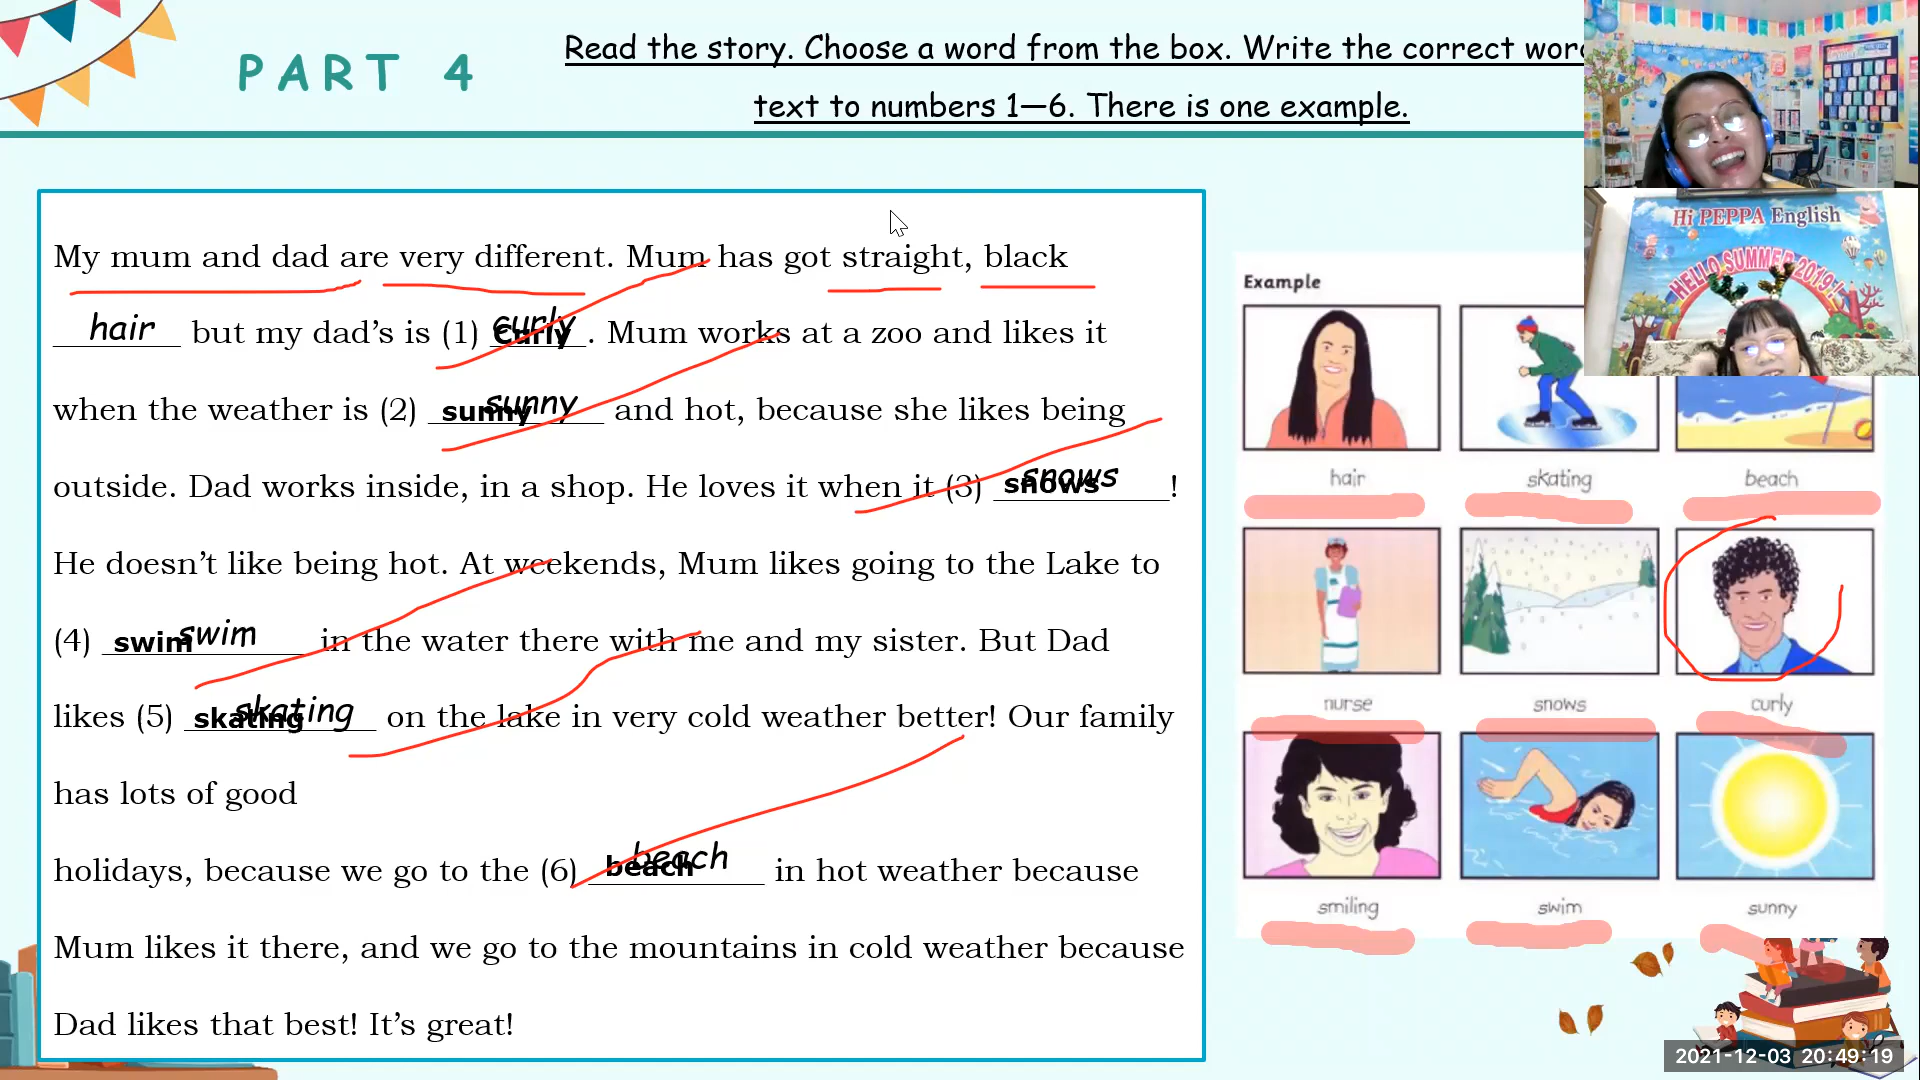 PART 4
Read the story. Choose a word from the box. Write the correct
text to numbers 1—6. There is one example.
My mum and dad are very different. Mum has got straight, black
hair but my dad's is (1) curly curly. Mum works at a zoo and likes it
when the weather is (2) sunny sunny and hot, because she likes being
outside. Dad works inside, in a shop. He loves it when it (3) snows snows!
He doesn't like being hot. At weekends, Mum likes going to the Lake to
(4) swim swim in the water there with me and my sister. But Dad
likes (5) skating skating on the lake in very cold weather better! Our family
has lots of good
holidays, because we go to the (6) beach beach in hot weather because
Mum likes it there, and we go to the mountains in cold weather because
Dad likes that best! It's great!
Example
hair
skating
beach
nurse
snows
curly
smiling
swim
sunny
Hi PEPPA English
HELLO SUMMER 2019!
2021-12-03 20:49:19